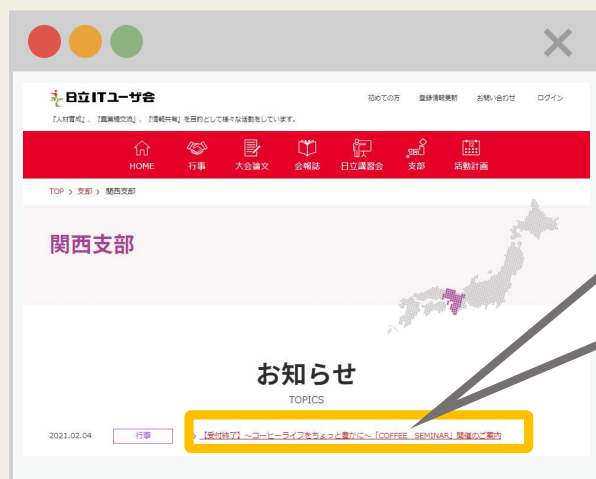 日立ITユーザ会
初めての方 登録情報更新 お問い合わせ ログイン
『人材育成』、『異業種交流』、『情報共有』を目的として様々な活動をしています。
HOME 行事 大会論文 会報誌 日立講習会 支部 活動計画
TOP > 支部 > 関西支部
関西支部
お知らせ
TOPICS
2021.02.04 行事 > 【受付終了】～コーヒーライフをちょっと豊かに～「COFFEE SEMINAR」開催のご案内